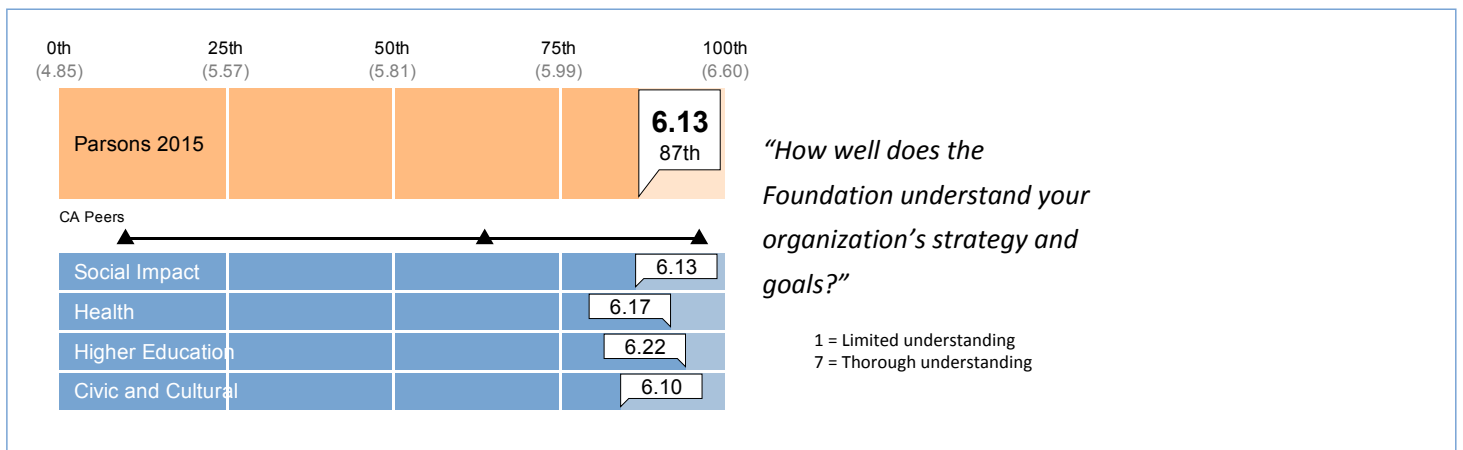 0th 25th 50th 75th 100th
(4.85) (5.57) (5.81) (5.99) (6.60)
Parsons 2015
6.13
87th
CA Peers
Social Impact 6.13
Health 6.17
Higher Education 6.22
Civic and Cultural 6.10
“How well does the
Foundation understand your
organization’s strategy and
goals?”
1 = Limited understanding
7 = Thorough understanding